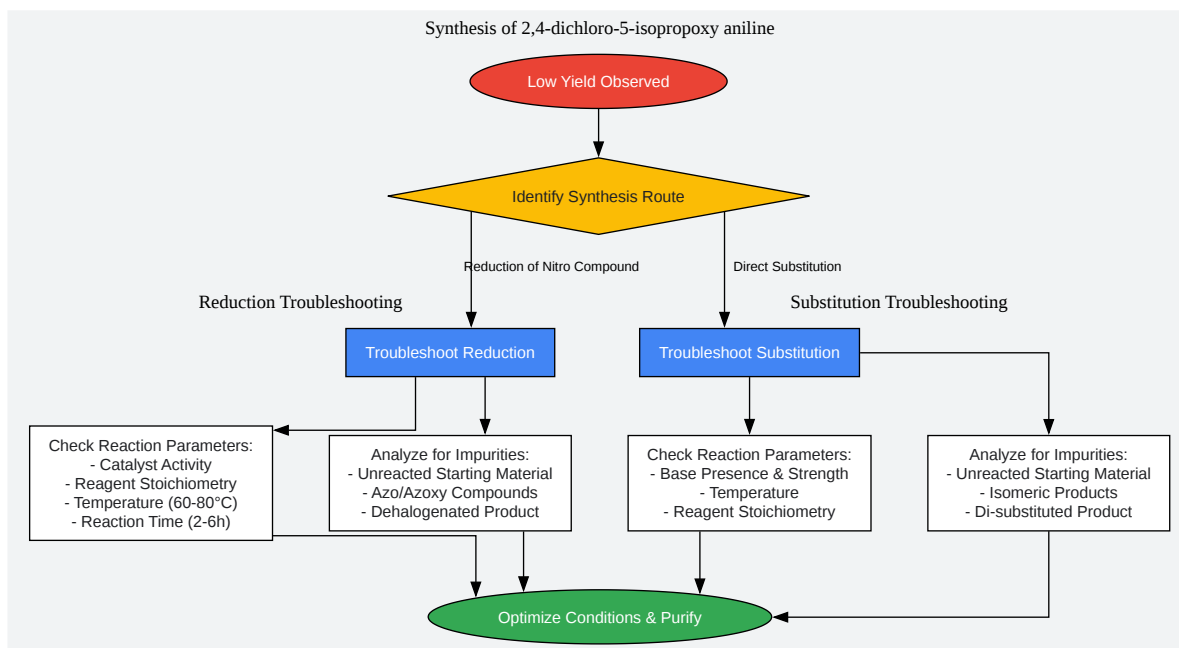 Synthesis of 2,4-dichloro-5-isopropoxy aniline
Low Yield Observed
Identify Synthesis Route
Reduction of Nitro Compound
Direct Substitution
Reduction Troubleshooting
Substitution Troubleshooting
Troubleshoot Reduction
Troubleshoot Substitution
Check Reaction Parameters:
- Catalyst Activity
- Reagent Stoichiometry
- Temperature (60-80°C)
- Reaction Time (2-6h)
Analyze for Impurities:
- Unreacted Starting Material
- Azo/Azoxy Compounds
- Dehalogenated Product
Check Reaction Parameters:
- Base Presence & Strength
- Temperature
- Reagent Stoichiometry
Analyze for Impurities:
- Unreacted Starting Material
- Isomeric Products
- Di-substituted Product
Optimize Conditions & Purify